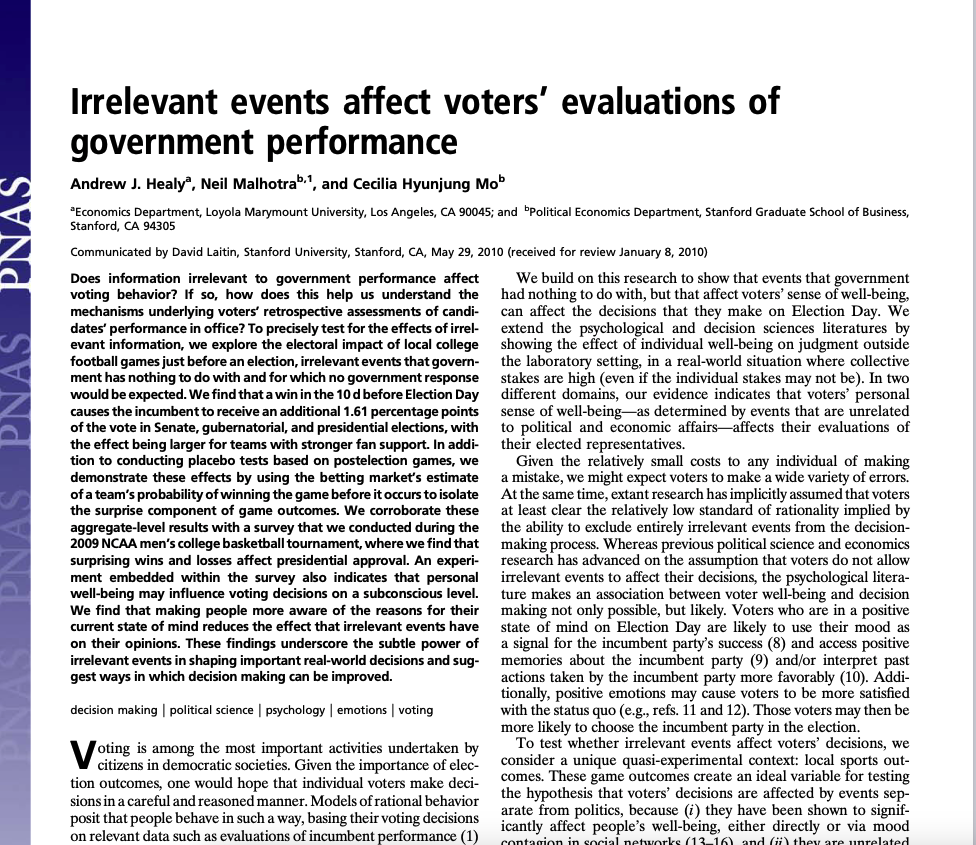 PNAS
PNAS
PNAS
PNAS
Irrelevant events affect voters’ evaluations of
government performance
Andrew J. Healyᵃ, Neil Malhotraᵇ,¹, and Cecilia Hyunjung Moᵇ
ᵃEconomics Department, Loyola Marymount University, Los Angeles, CA 90045; and ᵇPolitical Economics Department, Stanford Graduate School of Business,
Stanford, CA 94305
Communicated by David Laitin, Stanford University, Stanford, CA, May 29, 2010 (received for review January 8, 2010)
Does information irrelevant to government performance affect
voting behavior? If so, how does this help us understand the
mechanisms underlying voters’ retrospective assessments of candi-
dates’ performance in office? To precisely test for the effects of irrel-
evant information, we explore the electoral impact of local college
football games just before an election, irrelevant events that govern-
ment has nothing to do with and for which no government response
would be expected. We find that a win in the 10 d before Election Day
causes the incumbent to receive an additional 1.61 percentage points
of the vote in Senate, gubernatorial, and presidential elections, with
the effect being larger for teams with stronger fan support. In addi-
tion to conducting placebo tests based on postelection games, we
demonstrate these effects by using the betting market’s estimate
of a team’s probability of winning the game before it occurs to isolate
the surprise component of game outcomes. We corroborate these
aggregate-level results with a survey that we conducted during the
2009 NCAA men’s college basketball tournament, where we find that
surprising wins and losses affect presidential approval. An experi-
ment embedded within the survey also indicates that personal
well-being may influence voting decisions on a subconscious level.
We find that making people more aware of the reasons for their
current state of mind reduces the effect that irrelevant events have
on their opinions. These findings underscore the subtle power of
irrelevant events in shaping important real-world decisions and sug-
gest ways in which decision making can be improved.
decision making | political science | psychology | emotions | voting
Voting is among the most important activities undertaken by
citizens in democratic societies. Given the importance of elec-
tion outcomes, one would hope that individual voters make deci-
sions in a careful and reasoned manner. Models of rational behavior
posit that people behave in such a way, basing their voting decisions
on relevant data such as evaluations of incumbent performance (1)
We build on this research to show that events that government
had nothing to do with, but that affect voters’ sense of well-being,
can affect the decisions that they make on Election Day. We
extend the psychological and decision sciences literatures by
showing the effect of individual well-being on judgment outside
the laboratory setting, in a real-world situation where collective
stakes are high (even if the individual stakes may not be). In two
different domains, our evidence indicates that voters’ personal
sense of well-being—as determined by events that are unrelated
to political and economic affairs—affects their evaluations of
their elected representatives.
Given the relatively small costs to any individual of making
a mistake, we might expect voters to make a wide variety of errors.
At the same time, extant research has implicitly assumed that voters
at least clear the relatively low standard of rationality implied by
the ability to exclude entirely irrelevant events from the decision-
making process. Whereas previous political science and economics
research has advanced on the assumption that voters do not allow
irrelevant events to affect their decisions, the psychological litera-
ture makes an association between voter well-being and decision
making not only possible, but likely. Voters who are in a positive
state of mind on Election Day are likely to use their mood as
a signal for the incumbent party’s success (8) and access positive
memories about the incumbent party (9) and/or interpret past
actions taken by the incumbent party more favorably (10). Addi-
tionally, positive emotions may cause voters to be more satisfied
with the status quo (e.g., refs. 11 and 12). Those voters may then be
more likely to choose the incumbent party in the election.
To test whether irrelevant events affect voters’ decisions, we
consider a unique quasi-experimental context: local sports out-
comes. These game outcomes create an ideal variable for testing
the hypothesis that voters’ decisions are affected by events sep-
arate from politics, because (i) they have been shown to signif-
icantly affect people’s well-being, either directly or via mood
contagion in social networks (13–16), and (ii) they are unrelated